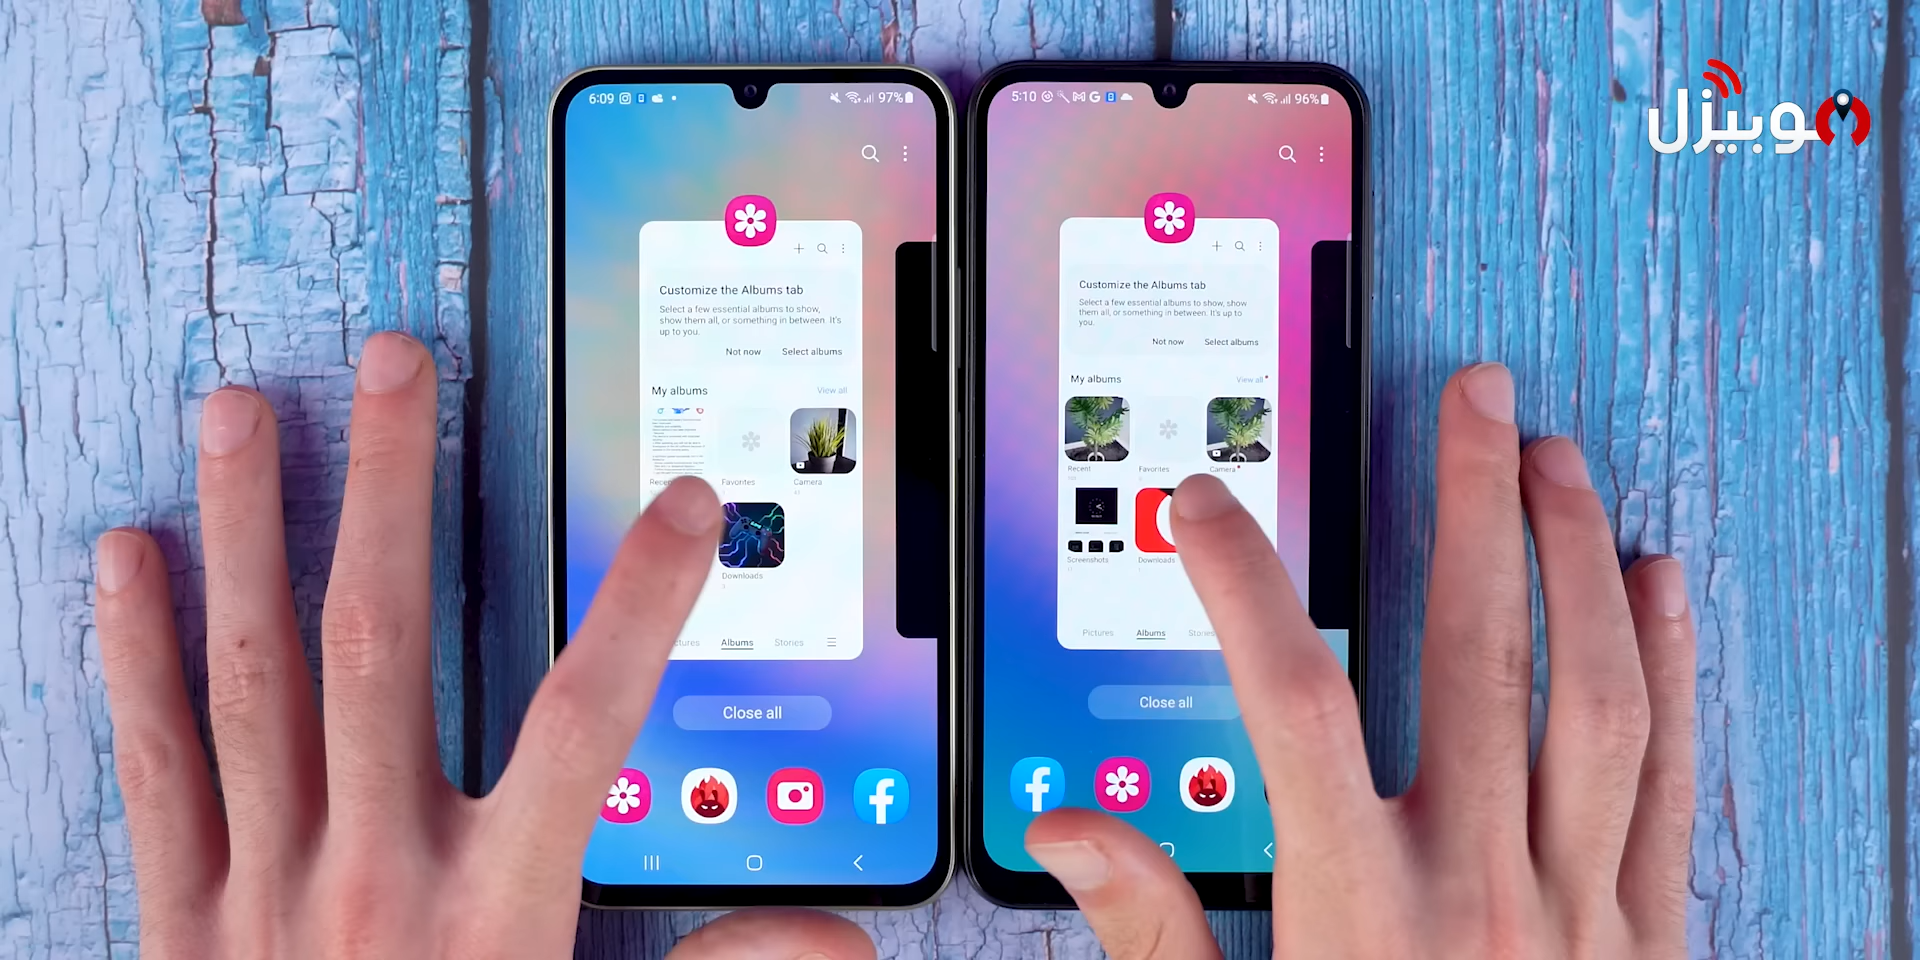 موبيزل
6:09
97%
Customize the Albums tab
Select a few essential albums to show,
show them all, or something in between. It's
up to you.
Not now
Select albums
My albums
View all
Favorites
Camera
Downloads
Albums
Stories
Close all
5:10
96%
Customize the Albums tab
Select a few essential albums to show, show
them all, or something in between. It's up to
you.
Not now
Select albums
My albums
View all
Recent
Favorites
Camera
Screenshots
Downloads
Pictures
Albums
Stories
Close all